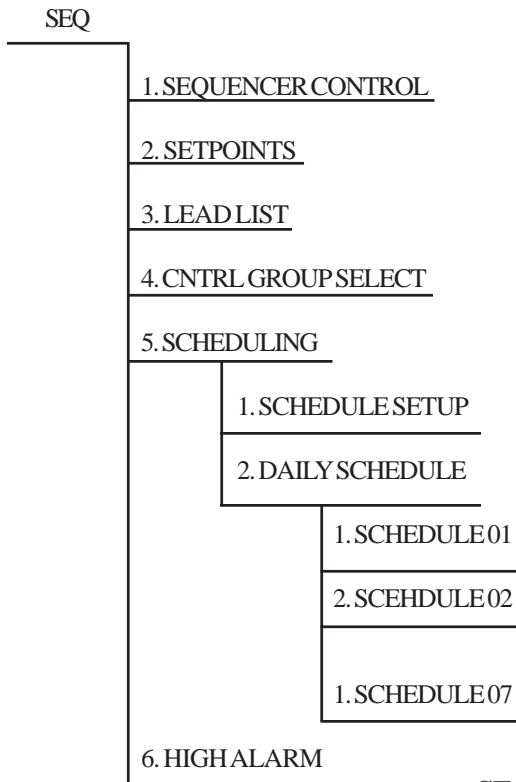 SEQ
1. SEQUENCER CONTROL
2. SETPOINTS
3. LEAD LIST
4. CNTRL GROUP SELECT
5. SCHEDULING
1. SCHEDULE SETUP
2. DAILY SCHEDULE
1. SCHEDULE 01
2. SCEHDULE 02
1. SCHEDULE 07
6. HIGH ALARM